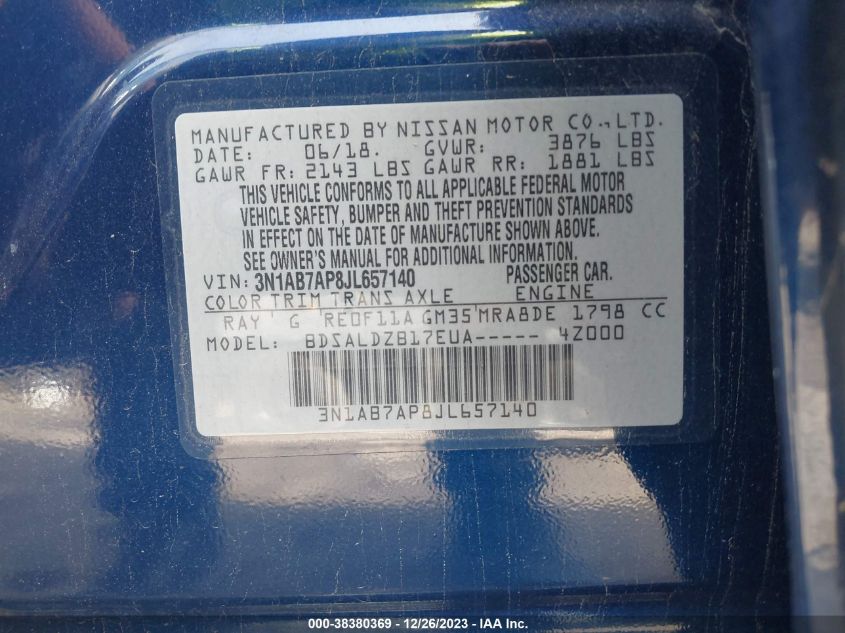 MANUFACTURED BY NISSAN MOTOR CO.,LTD.
DATE: 06/18. GVWR: 3876 LBS
GAWR FR: 2143 LBS GAWR RR: 1881 LBS
THIS VEHICLE CONFORMS TO ALL APPLICABLE FEDERAL MOTOR
VEHICLE SAFETY, BUMPER AND THEFT PREVENTION STANDARDS
IN EFFECT ON THE DATE OF MANUFACTURE SHOWN ABOVE.
SEE OWNER'S MANUAL FOR ADDITIONAL INFORMATION.
VIN: 3N1AB7AP8JL657140 PASSENGER CAR.
COLOR TRIM TRANS AXLE ENGINE
RAY G RE0F11A GM35 MRA8DE 1798 CC
MODEL: BDSALDZB17EUA----- 4Z000
3N1AB7AP8JL657140
000-38380369 - 12/26/2023 - IAA Inc.